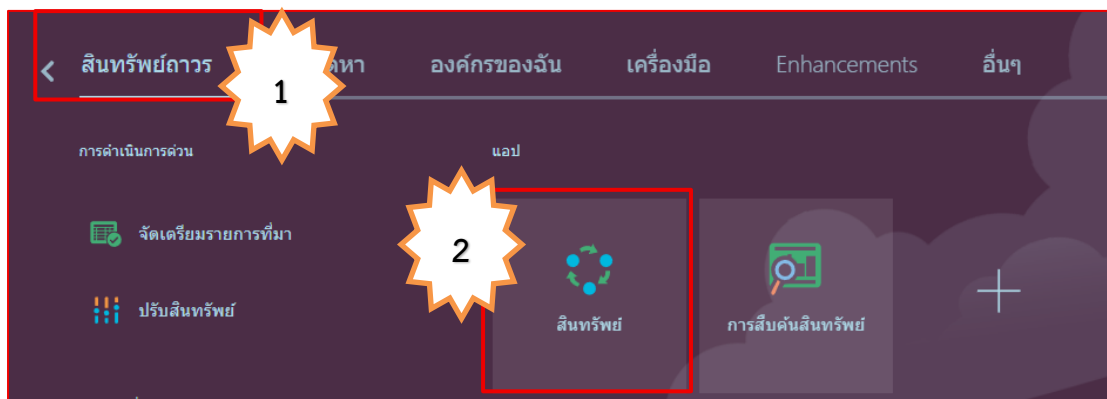 สินทรัพย์ถาวร องค์กรของฉัน เครื่องมือ Enhancements อื่นๆ
1
การดำเนินการด่วน แอป
จัดเตรียมรายการที่มา
2
ปรับสินทรัพย์
สินทรัพย์ การสืบค้นสินทรัพย์